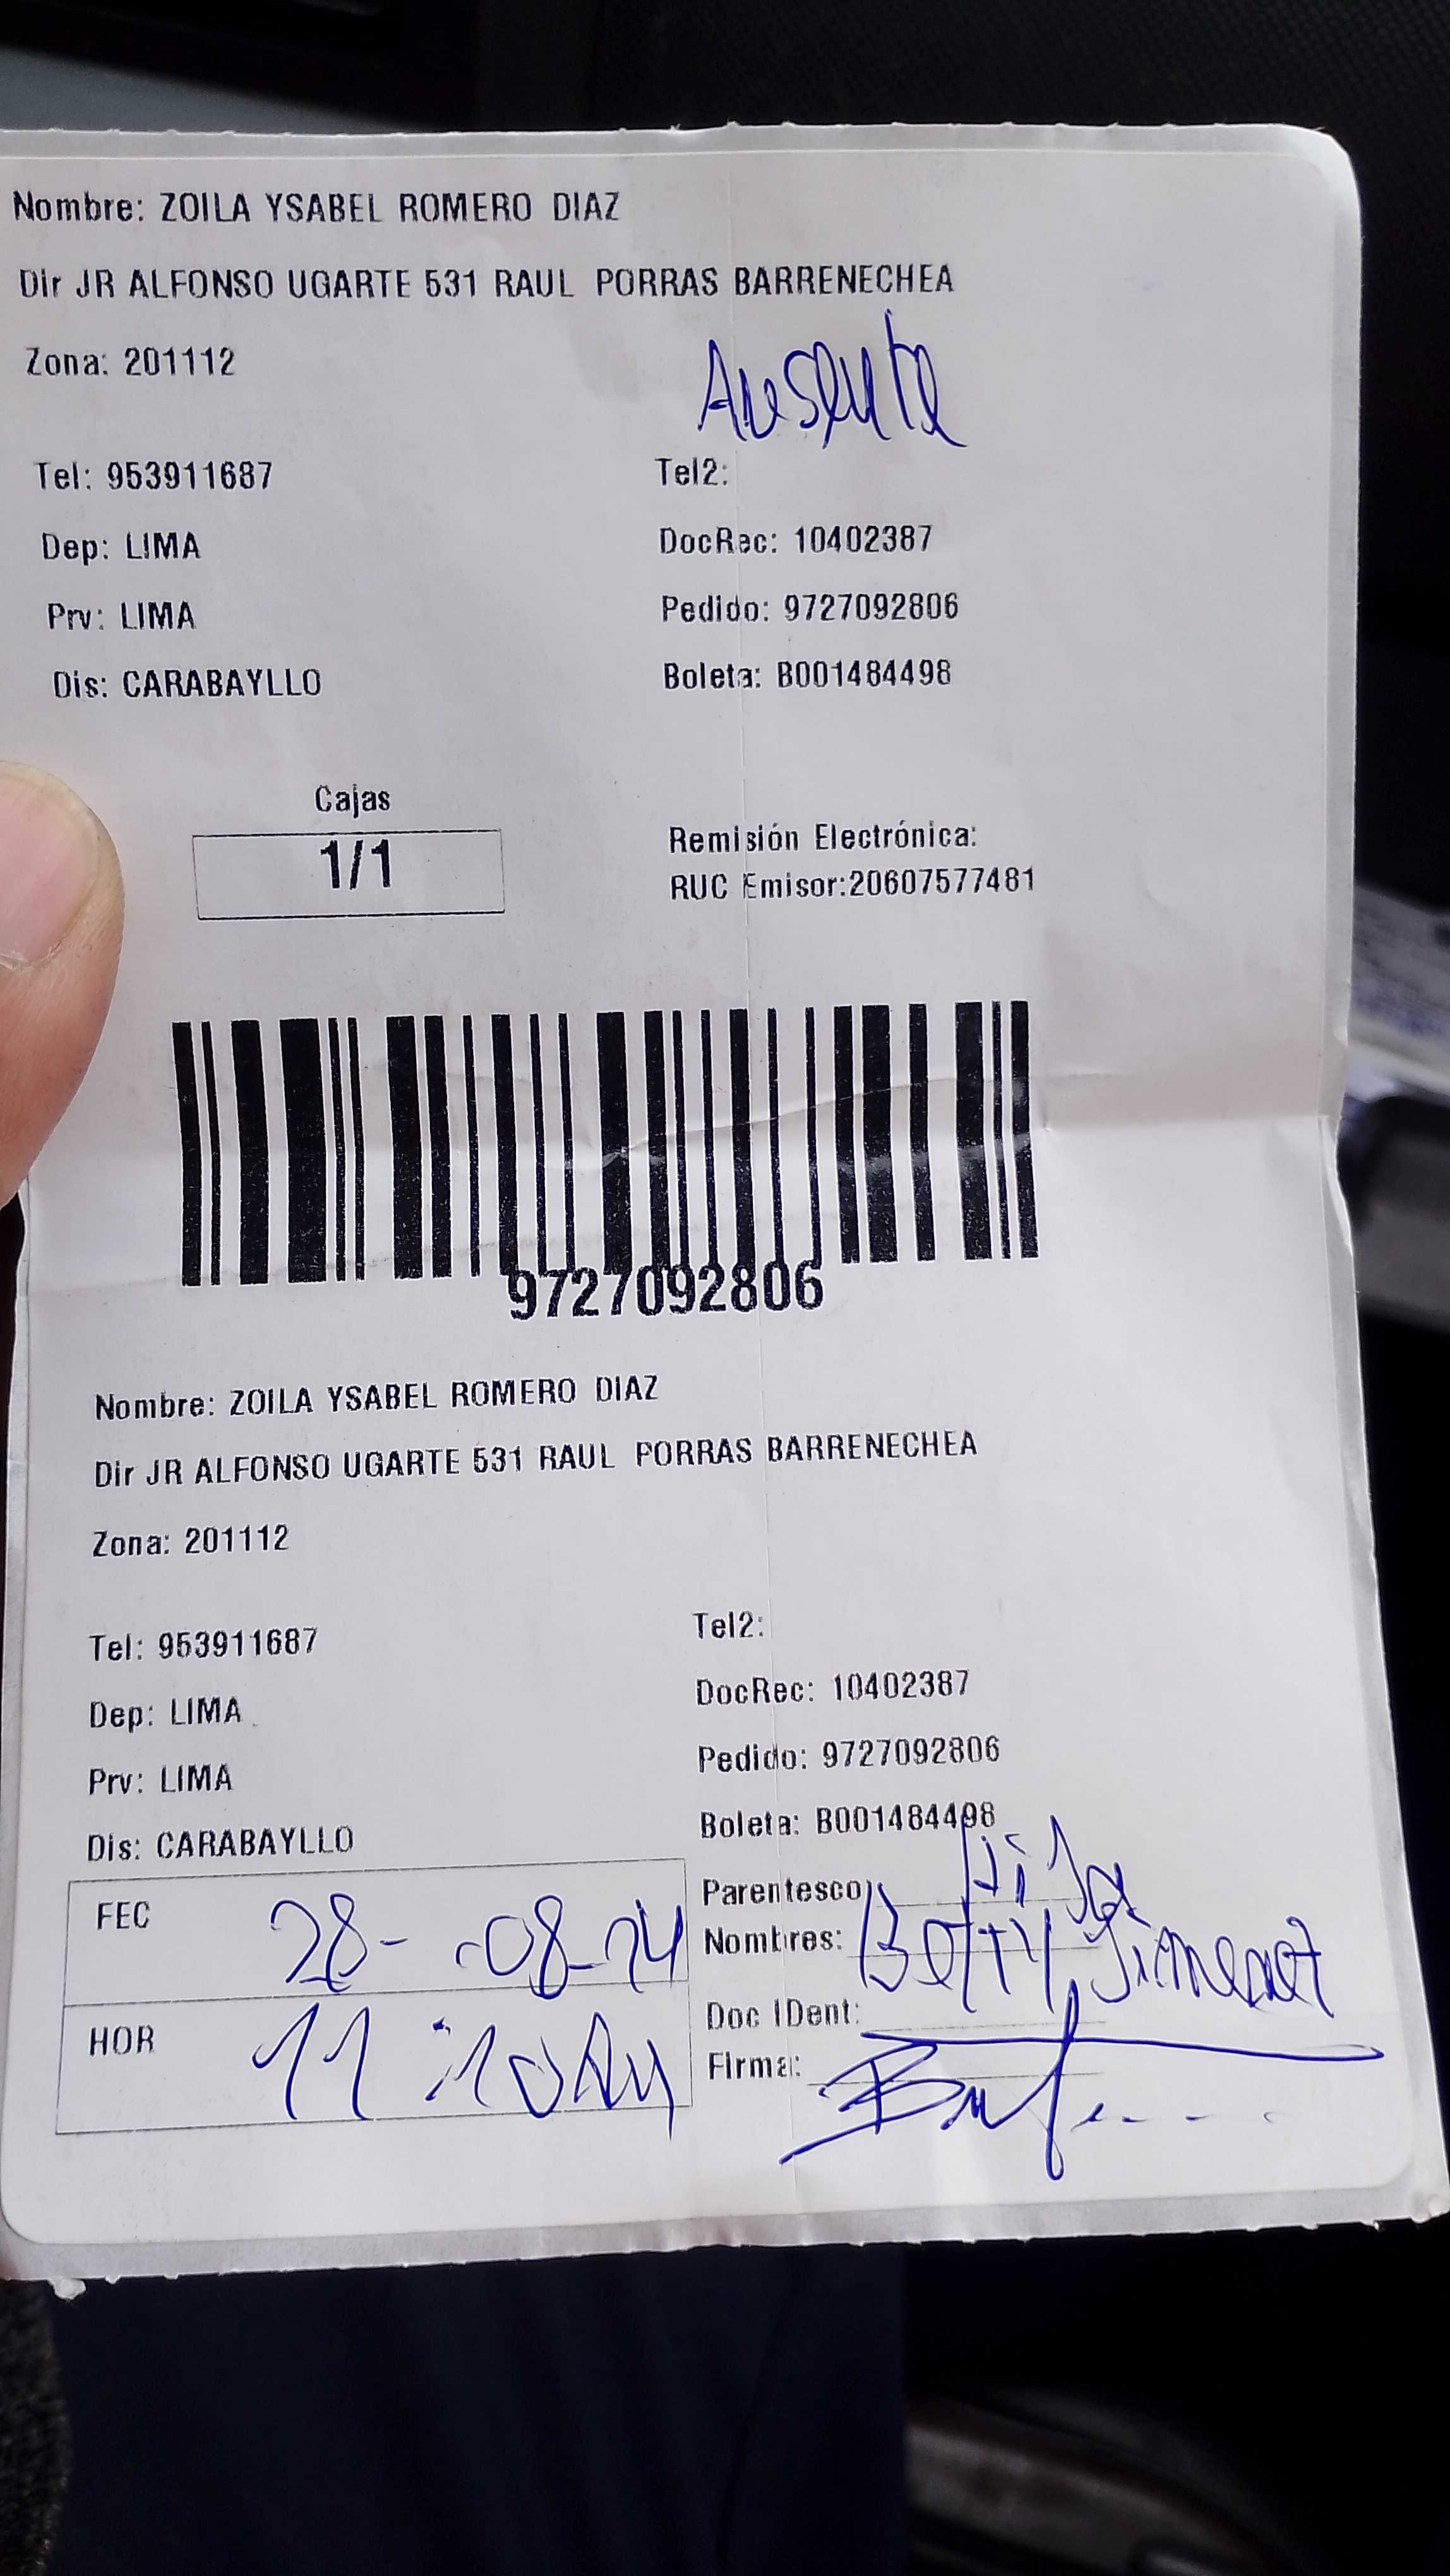 Nombre: ZOILA YSABEL ROMERO DIAZ
Dir JR ALFONSO UGARTE 531 RAUL PORRAS BARRENECHEA
Zona: 201112
Ausente
Tel: 953911687
Tel2:
Dep: LIMA
DocRec: 10402387
Prv: LIMA
Pedido: 9727092806
Dis: CARABAYLLO
Boleta: B001484498
Cajas
1/1
Remisión Electrónica:
RUC Emisor:20607577481
9727092806
Nombre: ZOILA YSABEL ROMERO DIAZ
Dir JR ALFONSO UGARTE 531 RAUL PORRAS BARRENECHEA
Zona: 201112
Tel: 953911687
Tel2:
Dep: LIMA
DocRec: 10402387
Prv: LIMA
Pedido: 9727092806
Dis: CARABAYLLO
Boleta: B001484498
FEC 28-08-24
Parentesco: Hija
Nombres: Betty Jimenez
HOR 11:10 AM
Doc IDent:
Firma: